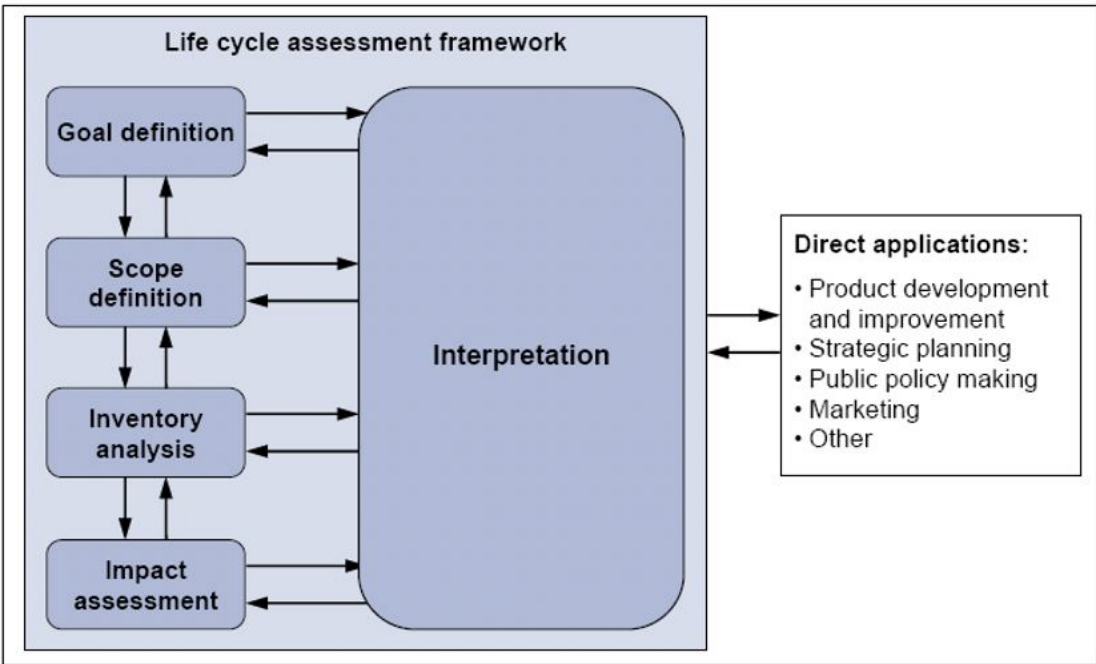 Life cycle assessment framework
Goal definition
Scope
definition
Inventory
analysis
Impact
assessment
Interpretation
Direct applications:
• Product development
and improvement
• Strategic planning
• Public policy making
• Marketing
• Other